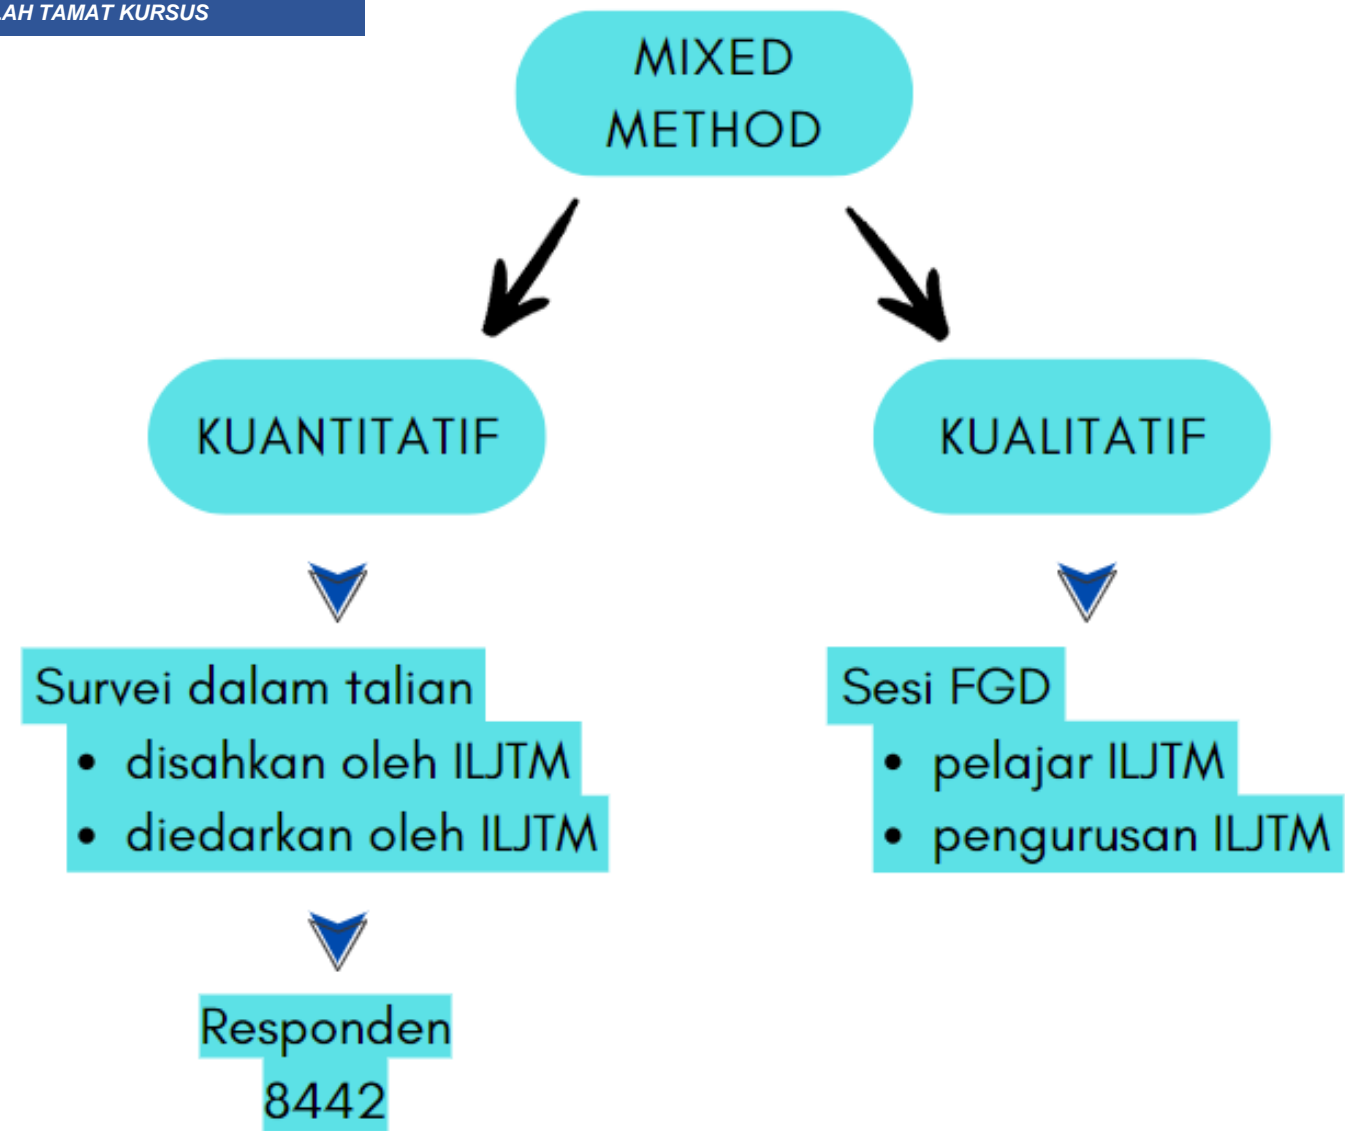 TAMAT KURSUS
MIXED
METHOD
KUANTITATIF
KUALITATIF
Survei dalam talian
• disahkan oleh ILJTM
• diedarkan oleh ILJTM
Sesi FGD
• pelajar ILJTM
• pengurusan ILJTM
Responden
8442